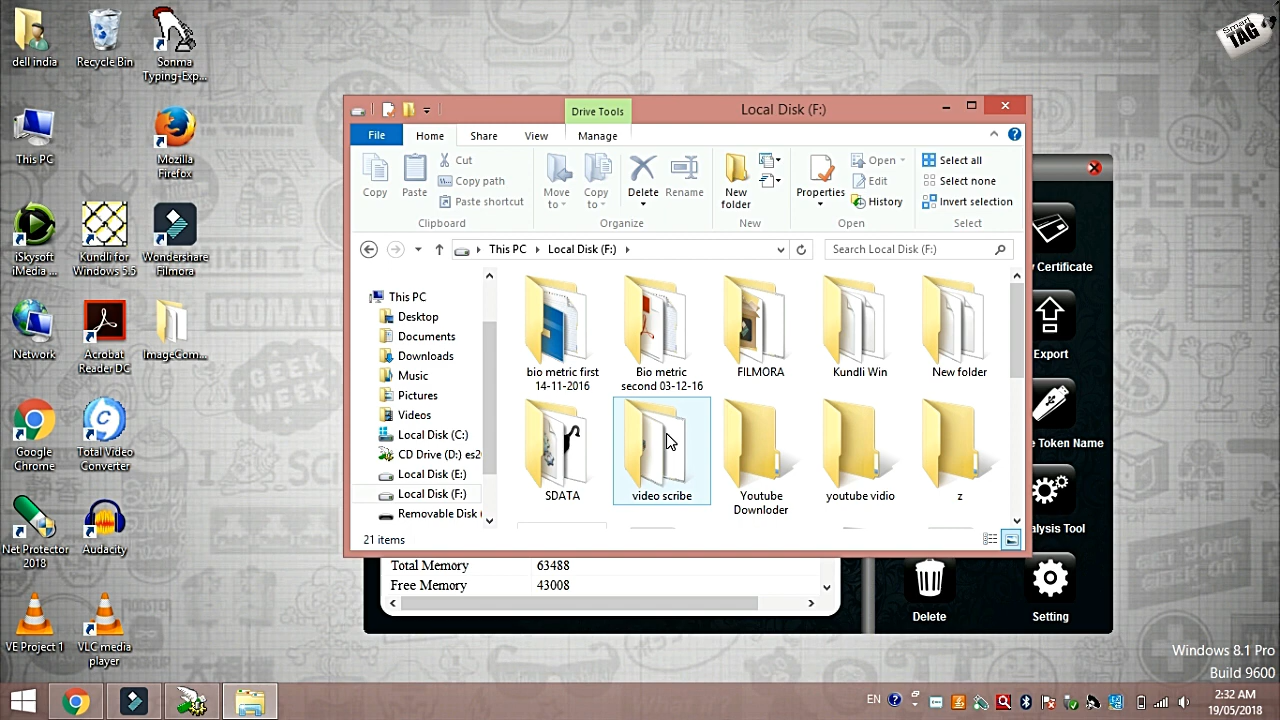 dell india
Recycle Bin
Sonma
Typing-Exp...
This PC
Mozilla
Firefox
iSkysoft
iMedia ...
Kundli for
Windows 5.5
Wondershare
Filmora
Network
Acrobat
Reader DC
ImageCom...
Google
Chrome
Total Video
Converter
Net Protector
2018
Audacity
VE Project 1
VLC media
player
Smart
TAG
Drive Tools
Local Disk (F:)
File
Home
Share
View
Manage
Copy
Paste
Cut
Copy path
Paste shortcut
Clipboard
Move
to
Copy
to
Delete
Rename
Organize
New
folder
New
Properties
Open
Edit
History
Open
Select all
Select none
Invert selection
Select
This PC
Local Disk (F:)
Search Local Disk (F:)
This PC
Desktop
Documents
Downloads
Music
Pictures
Videos
Local Disk (C:)
CD Drive (D:) es2
Local Disk (E:)
Local Disk (F:)
Removable Disk (
bio metric first
14-11-2016
Bio metric
second 03-12-16
FILMORA
Kundli Win
New folder
SDATA
video scribe
Youtube
Downloder
youtube vidio
z
21 items
Certificate
Export
Token Name
alysis Tool
Delete
Setting
Total Memory 63488
Free Memory 43008
GEEK
WEEK
Windows 8.1 Pro
Build 9600
EN
2:32 AM
19/05/2018